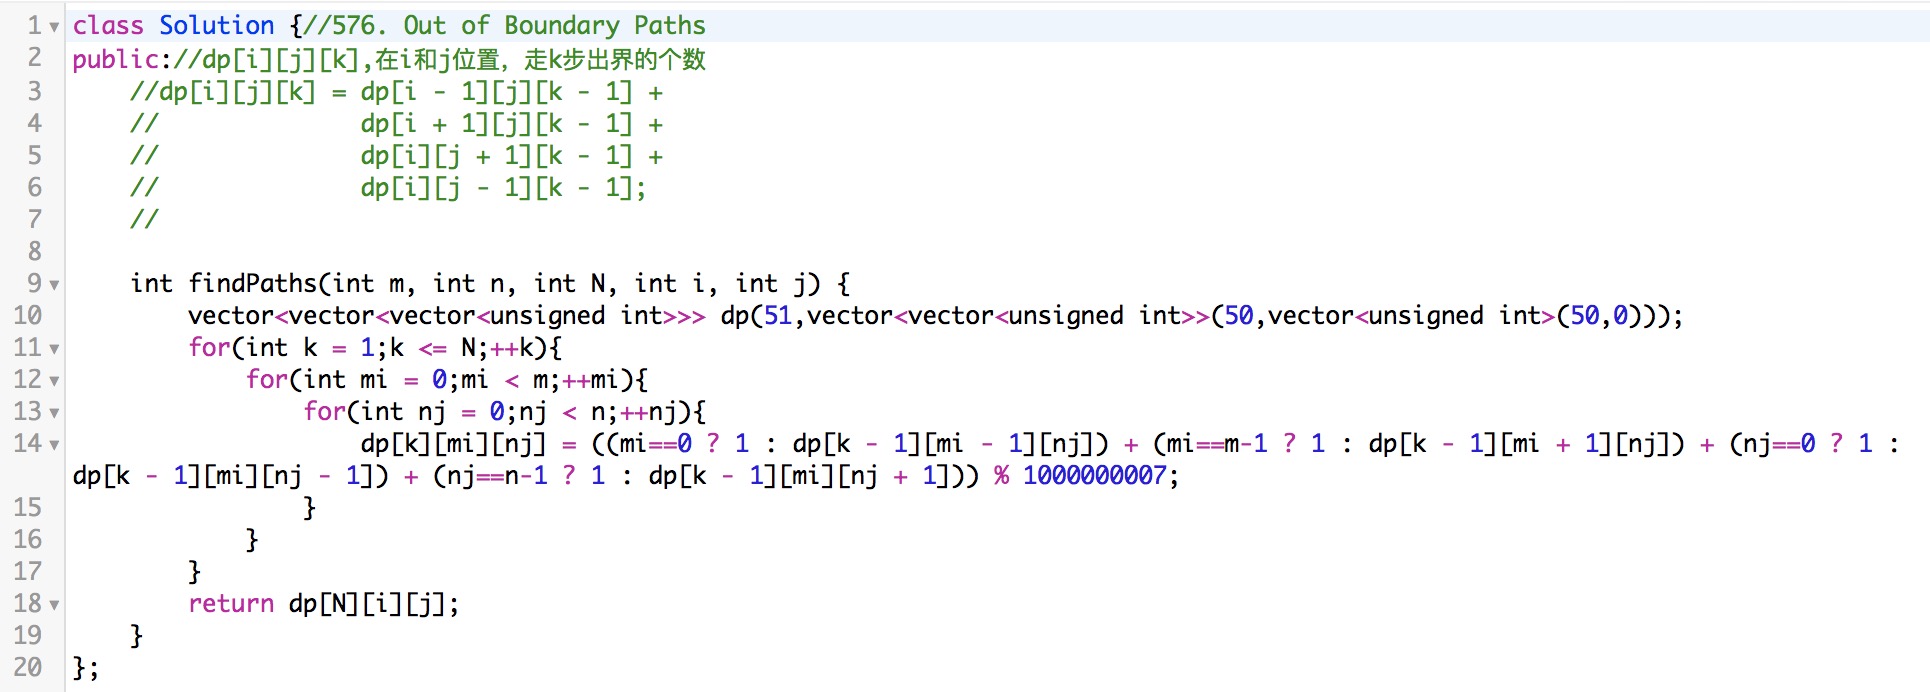 1 class Solution {//576. Out of Boundary Paths
2 public://dp[i][j][k],在i和j位置，走k步出界的个数
3     //dp[i][j][k] = dp[i - 1][j][k - 1] +
4     //              dp[i + 1][j][k - 1] +
5     //              dp[i][j + 1][k - 1] +
6     //              dp[i][j - 1][k - 1];
7     //
8
9     int findPaths(int m, int n, int N, int i, int j) {
10         vector<vector<vector<unsigned int>>> dp(51,vector<vector<unsigned int>>(50,vector<unsigned int>(50,0)));
11         for(int k = 1;k <= N;++k){
12             for(int mi = 0;mi < m;++mi){
13                 for(int nj = 0;nj < n;++nj){
14                     dp[k][mi][nj] = ((mi==0 ? 1 : dp[k - 1][mi - 1][nj]) + (mi==m-1 ? 1 : dp[k - 1][mi + 1][nj]) + (nj==0 ? 1 :
dp[k - 1][mi][nj - 1]) + (nj==n-1 ? 1 : dp[k - 1][mi][nj + 1])) % 1000000007;
15                 }
16             }
17         }
18         return dp[N][i][j];
19     }
20 };